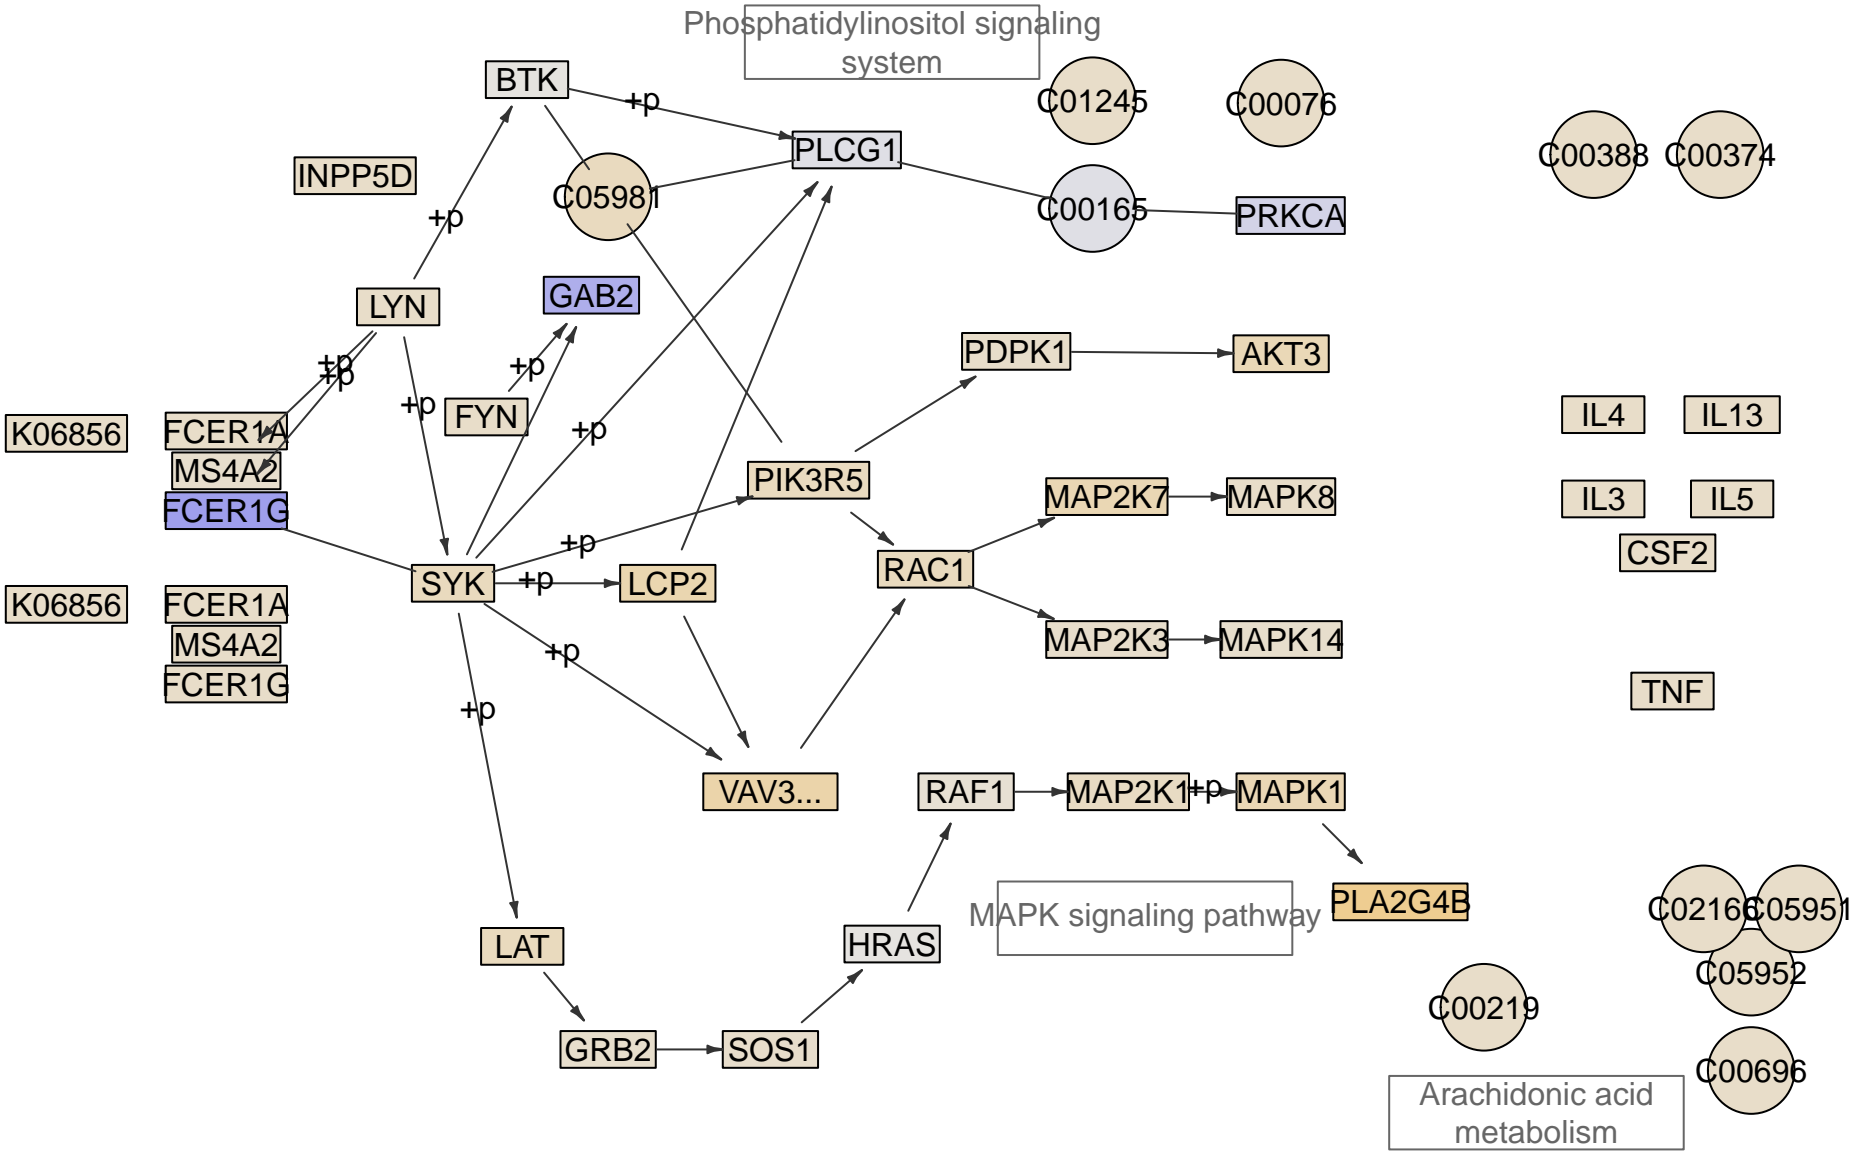 Phosphatidylinositol signaling
system
BTK
+p
C01245
C00076
PLCG1
C00388
C00374
INPP5D
C05981
+p
C00165
PRKCA
LYN
GAB2
+p
+p
+p
PDPK1
AKT3
+p
FYN
+p
K06856
FCER1A
IL4
IL13
MS4A2
PIK3R5
FCER1G
MAP2K7
MAPK8
IL3
IL5
+p
CSF2
SYK
+p
LCP2
RAC1
K06856
FCER1A
MS4A2
MAP2K3
MAPK14
+p
FCER1G
TNF
+p
VAV3...
RAF1
MAP2K1
+p
MAPK1
MAPK signaling pathway
PLA2G4B
C02166
C05951
LAT
HRAS
C05952
C00219
GRB2
SOS1
C00696
Arachidonic acid
metabolism